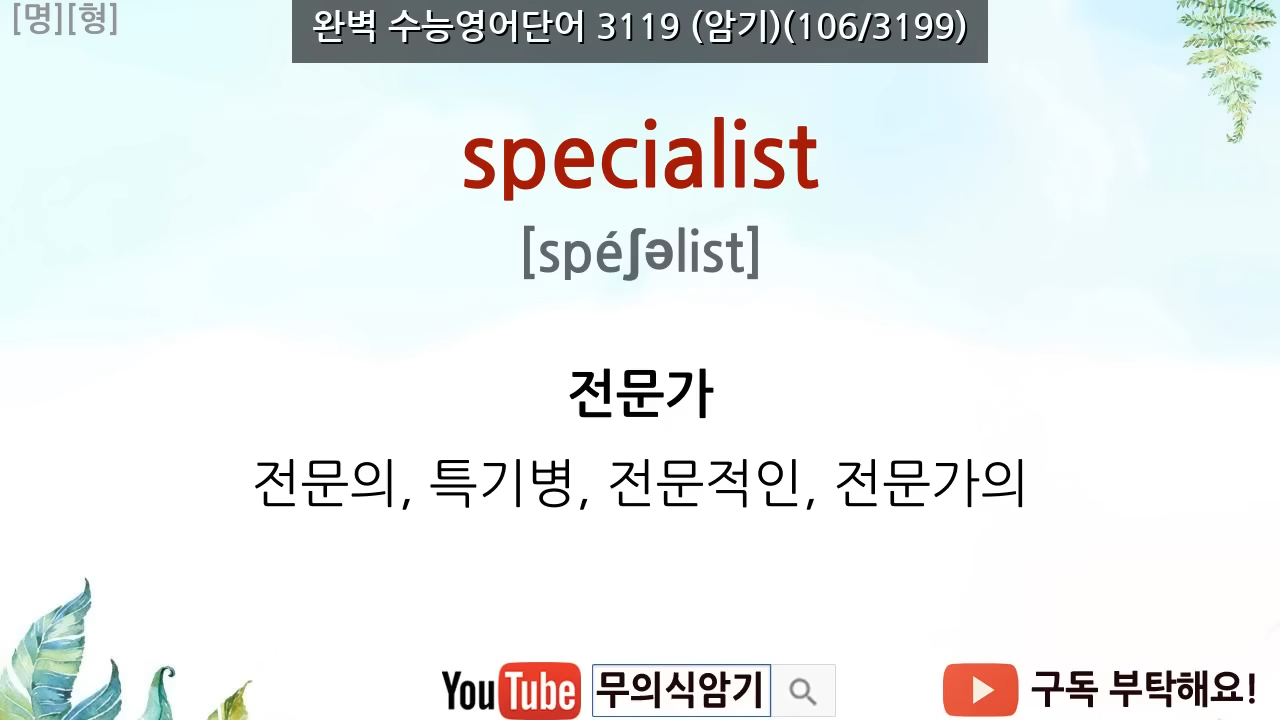 [명][형]
완벽 수능영어단어 3119 (암기)(106/3199)
specialist
[spéʃəlist]
전문가
전문의, 특기병, 전문적인, 전문가의
YouTube 무의식암기
구독 부탁해요!